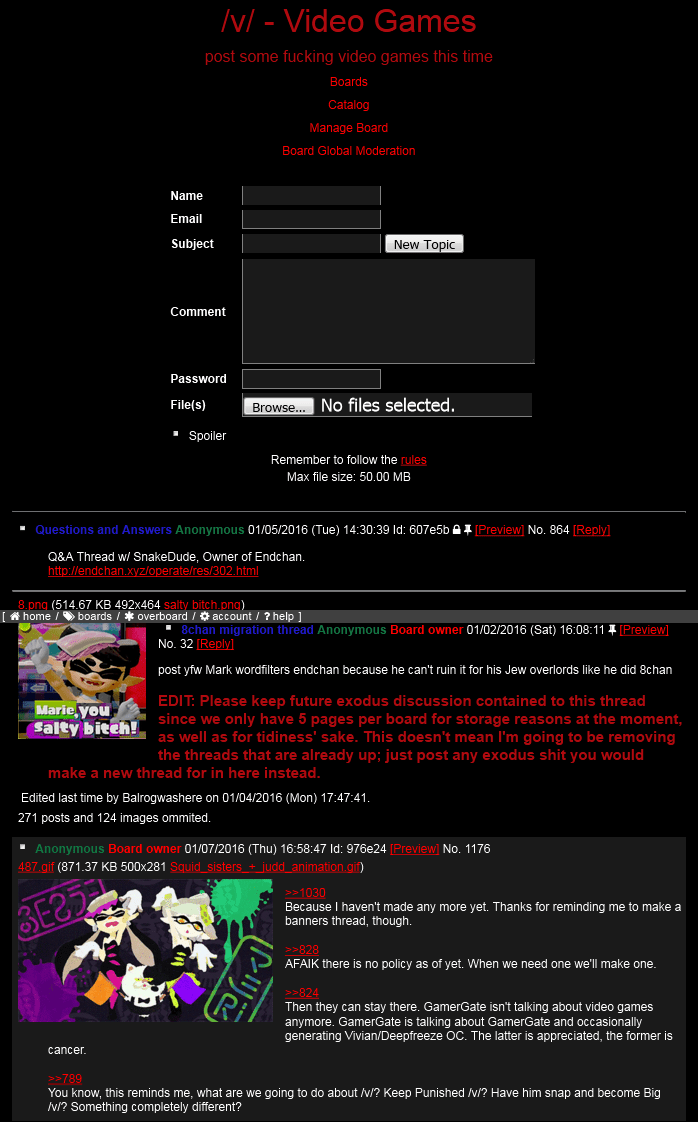 /v/ - Video Games
post some fucking video games this time
Boards
Catalog
Manage Board
Board Global Moderation
Name
Email
Subject New Topic
Comment
Password
File(s) Browse... No files selected.
Spoiler
Remember to follow the rules
Max file size: 50.00 MB
Questions and Answers Anonymous 01/05/2016 (Tue) 14:30:39 Id: 607e5b [Preview] No. 864 [Reply]
Q&A Thread w/ SnakeDude, Owner of Endchan.
http://endchan.xyz/operate/res/302.html
8.png (514.67 KB 492x464 salty bitch.png)
[ home / boards / overboard / account / ? help ]
8chan migration thread Anonymous Board owner 01/02/2016 (Sat) 16:08:11 [Preview]
No. 32 [Reply]
post yfw Mark wordfilters endchan because he can't ruin it for his Jew overlords like he did 8chan
Marie, you
Salty bitch!
EDIT: Please keep future exodus discussion contained to this thread
since we only have 5 pages per board for storage reasons at the moment,
as well as for tidiness' sake. This doesn't mean I'm going to be removing
the threads that are already up; just post any exodus shit you would
make a new thread for in here instead.
Edited last time by Balrogwashere on 01/04/2016 (Mon) 17:47:41.
271 posts and 124 images ommited.
Anonymous Board owner 01/07/2016 (Thu) 16:58:47 Id: 976e24 [Preview] No. 1176
487.gif (871.37 KB 500x281 Squid_sisters_+_judd_animation.gif)
>>1030
Because I haven't made any more yet. Thanks for reminding me to make a
banners thread, though.
>>828
AFAIK there is no policy as of yet. When we need one we'll make one.
>>824
Then they can stay there. GamerGate isn't talking about video games
anymore. GamerGate is talking about GamerGate and occasionally
generating Vivian/Deepfreeze OC. The latter is appreciated, the former is
cancer.
>>789
You know, this reminds me, what are we going to do about /v/? Keep Punished /v/? Have him snap and become Big
/v/? Something completely different?